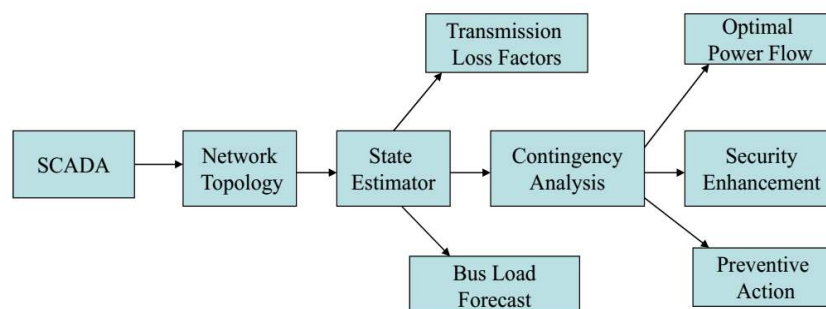 Transmission
Loss Factors
Optimal
Power Flow
SCADA
Network
Topology
State
Estimator
Contingency
Analysis
Security
Enhancement
Bus Load
Forecast
Preventive
Action